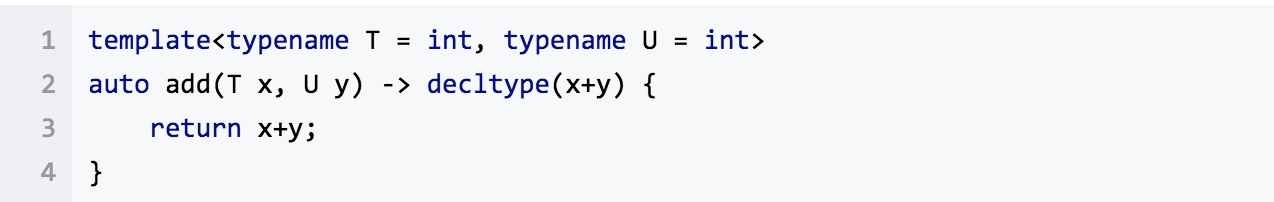 1 template<typename T = int, typename U = int>
2 auto add(T x, U y) -> decltype(x+y) {
3     return x+y;
4 }